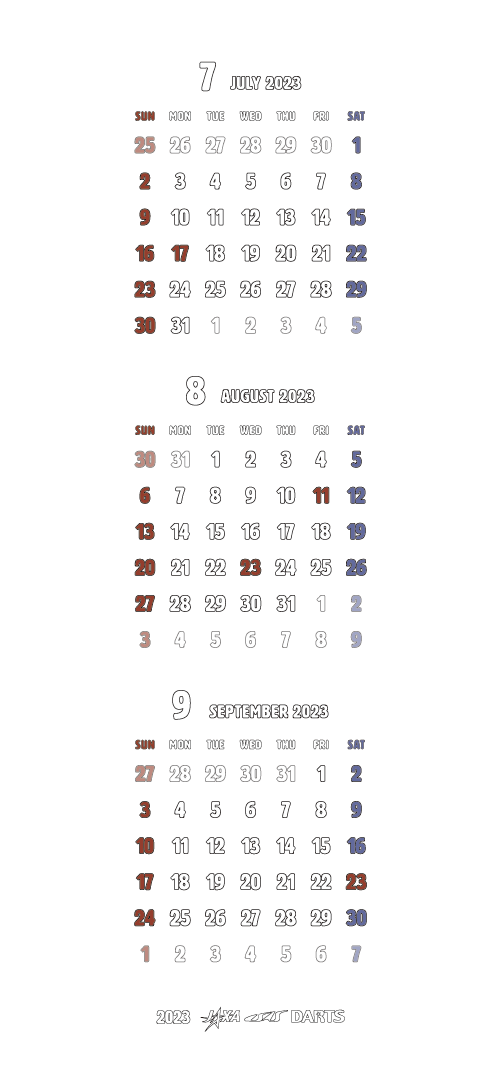 7 JULY 2023
SUN MON TUE WED THU FRI SAT
25 26 27 28 29 30 1
2 3 4 5 6 7 8
9 10 11 12 13 14 15
16 17 18 19 20 21 22
23 24 25 26 27 28 29
30 31 1 2 3 4 5
8 AUGUST 2023
SUN MON TUE WED THU FRI SAT
30 31 1 2 3 4 5
6 7 8 9 10 11 12
13 14 15 16 17 18 19
20 21 22 23 24 25 26
27 28 29 30 31 1 2
3 4 5 6 7 8 9
9 SEPTEMBER 2023
SUN MON TUE WED THU FRI SAT
27 28 29 30 31 1 2
3 4 5 6 7 8 9
10 11 12 13 14 15 16
17 18 19 20 21 22 23
24 25 26 27 28 29 30
1 2 3 4 5 6 7
2023 JAXA DARTS